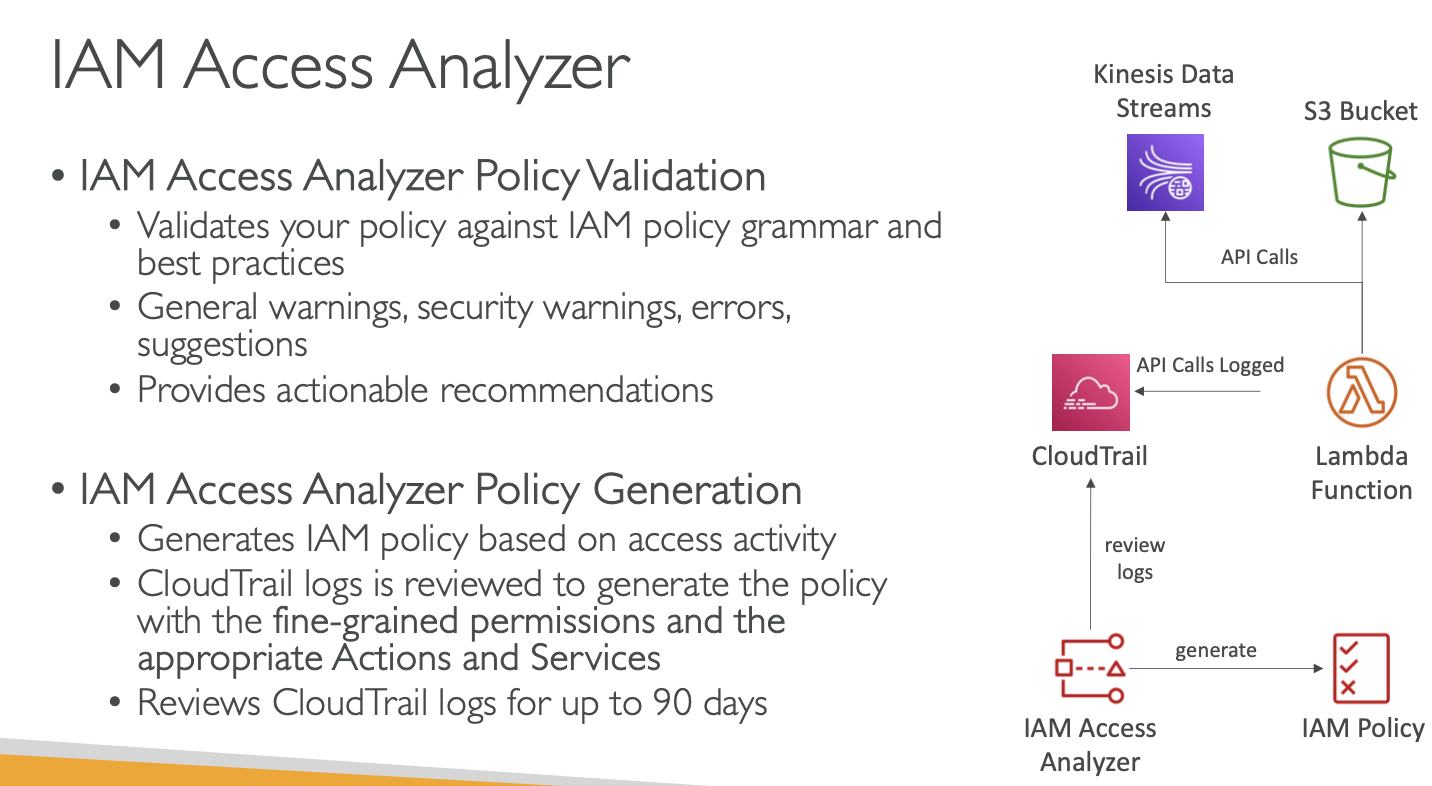 IAM Access Analyzer
• IAM Access Analyzer Policy Validation
• Validates your policy against IAM policy grammar and
best practices
• General warnings, security warnings, errors,
suggestions
• Provides actionable recommendations
• IAM Access Analyzer Policy Generation
• Generates IAM policy based on access activity
• CloudTrail logs is reviewed to generate the policy
with the fine-grained permissions and the
appropriate Actions and Services
• Reviews CloudTrail logs for up to 90 days
Kinesis Data
Streams
S3 Bucket
API Calls
API Calls Logged
CloudTrail
Lambda
Function
review
logs
generate
IAM Access
Analyzer
IAM Policy